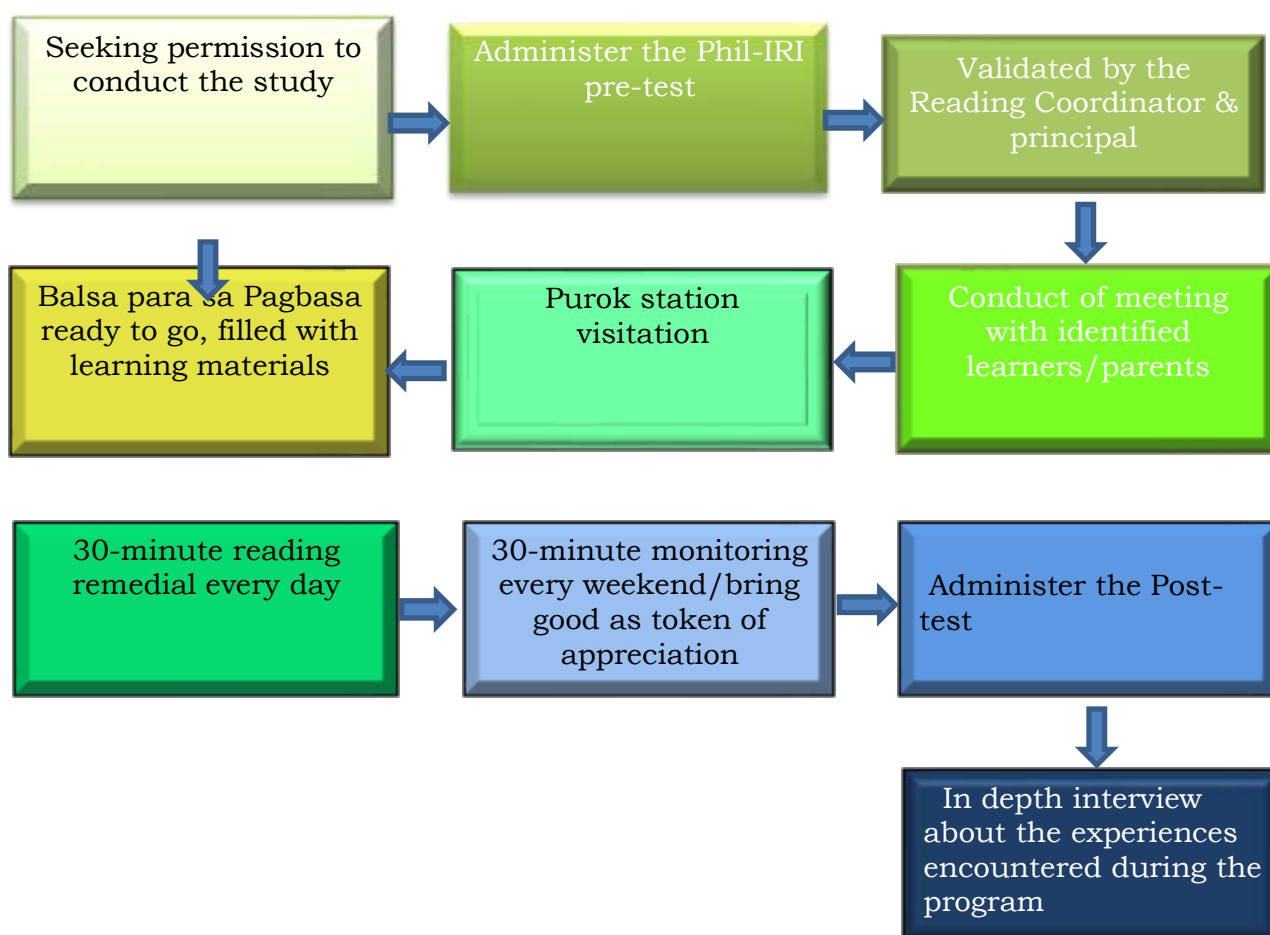 Seeking permission to
conduct the study
Administer the Phil-IRI
pre-test
Validated by the
Reading Coordinator &
principal
Balsa para sa Pagbasa
ready to go, filled with
learning materials
Purok station
visitation
Conduct of meeting
with identified
learners/parents
30-minute reading
remedial every day
30-minute monitoring
every weekend/bring
good as token of
appreciation
Administer the Post-
test
In depth interview
about the experiences
encountered during the
program